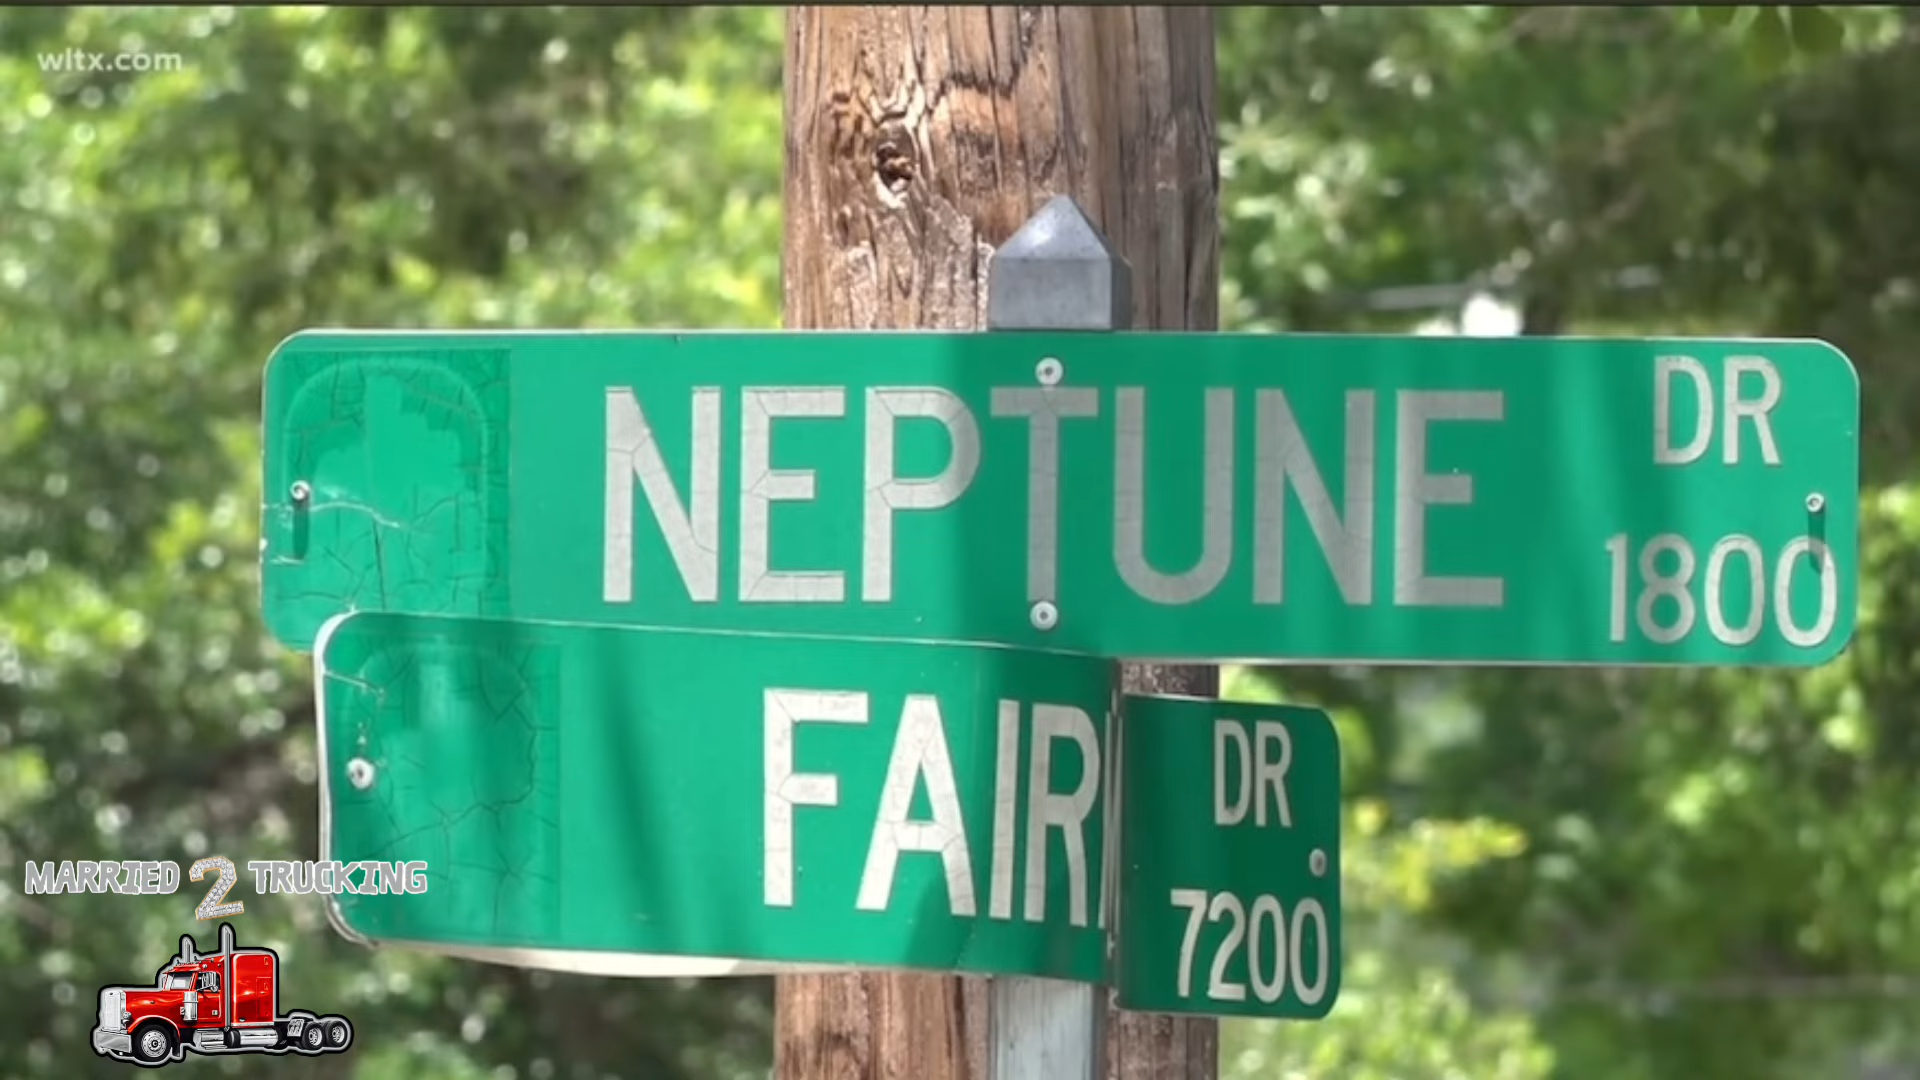 wltx.com
NEPTUNE DR
1800
FAIR DR
7200
MARRIED 2 TRUCKING